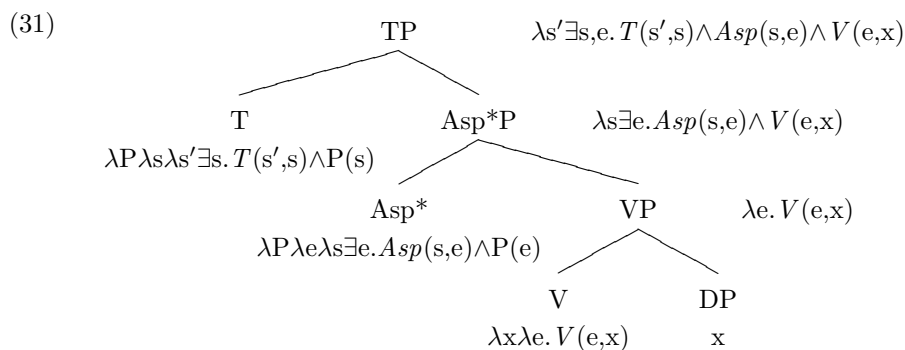 (31) TP λs′∃s,e. T(s′,s)∧Asp(s,e)∧V(e,x)
T Asp*P λs∃e.Asp(s,e)∧V(e,x)
λPλsλs′∃s. T(s′,s)∧P(s)
Asp* VP λe. V(e,x)
λPλeλs∃e.Asp(s,e)∧P(e)
V DP
λxλe. V(e,x) x